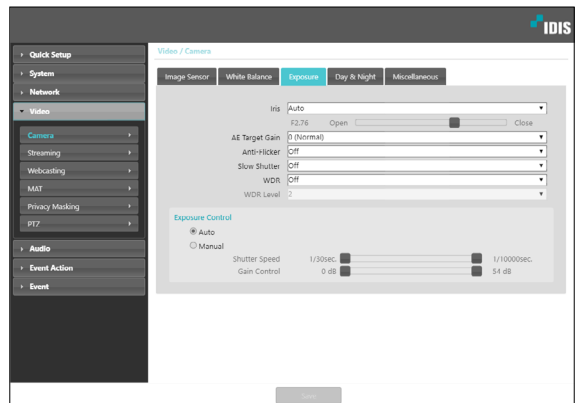 IDIS
Quick Setup
System
Network
Video
Camera
Streaming
Webcasting
MAT
Privacy Masking
PTZ
Audio
Event Action
Event
Video / Camera
Image Sensor White Balance Exposure Day & Night Miscellaneous
Iris Auto
F2.76 Open Close
AE Target Gain 0 (Normal)
Anti-Flicker Off
Slow Shutter Off
WDR Off
WDR Level 2
Exposure Control
Auto
Manual
Shutter Speed 1/30sec. 1/10000sec.
Gain Control 0 dB 54 dB
Save